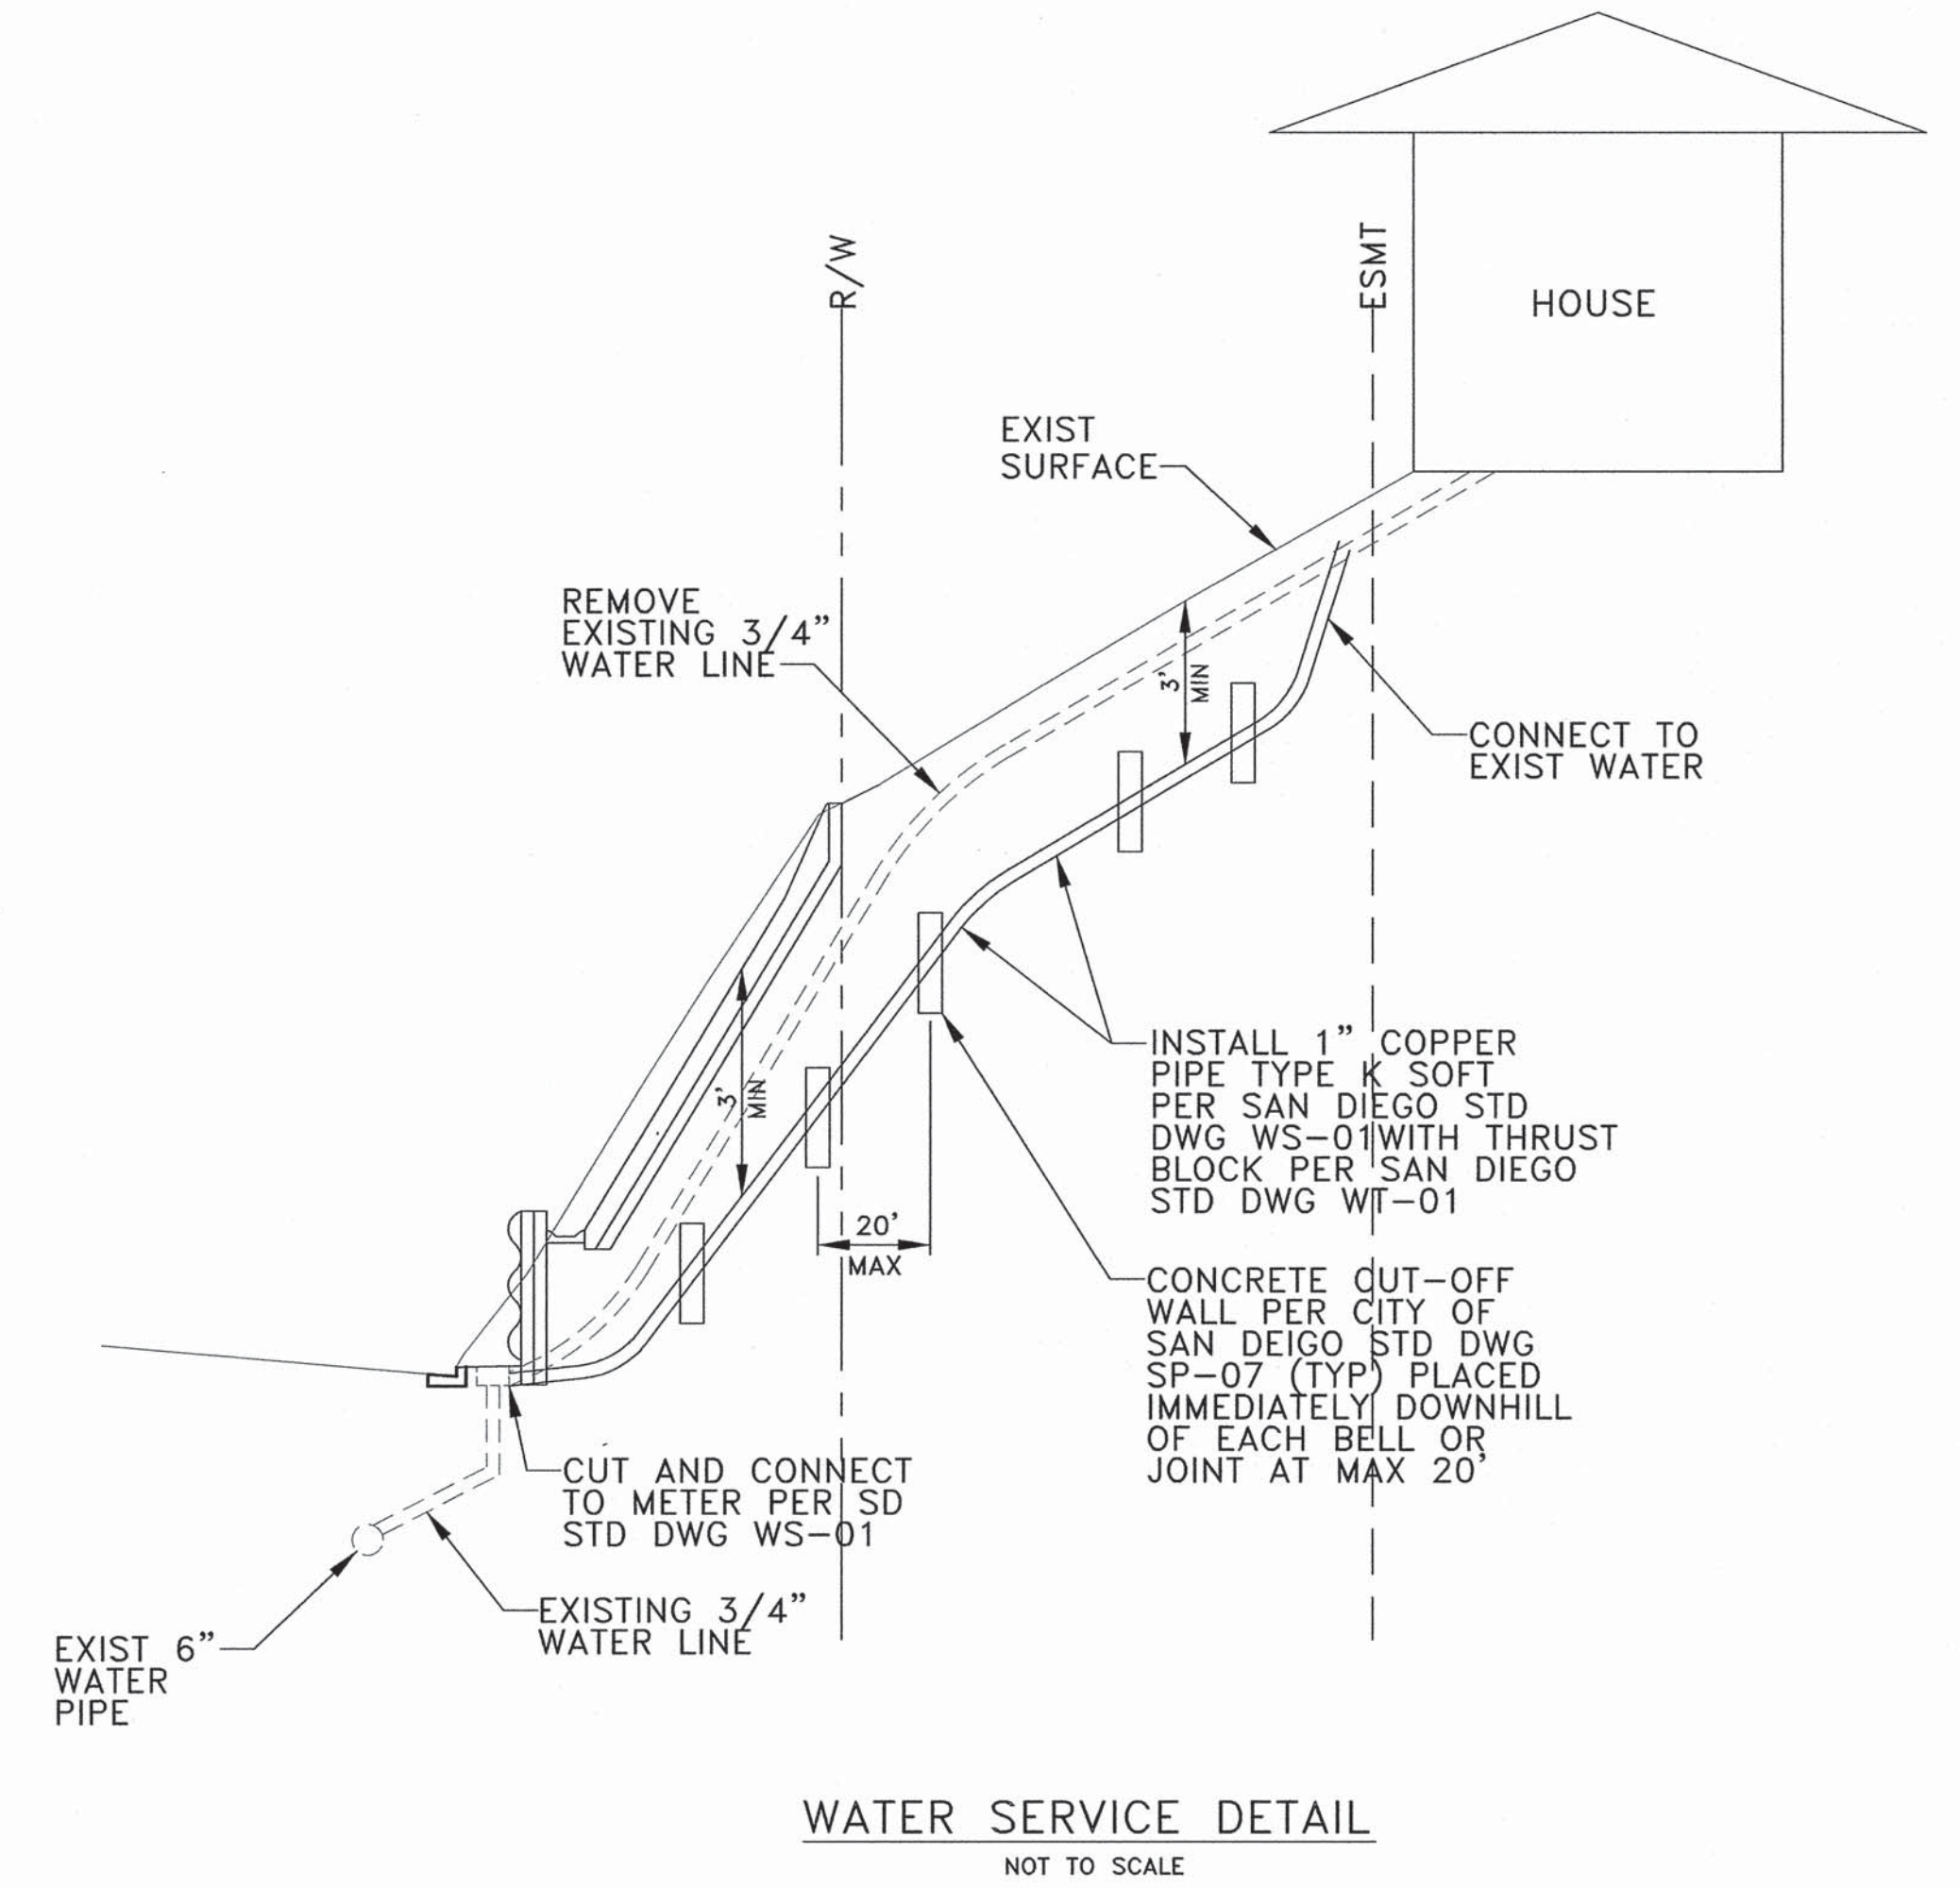 HOUSE
R/W
ESMT
EXIST
SURFACE
REMOVE
EXISTING 3/4”
WATER LINE
3'
MIN
CONNECT TO
EXIST WATER
3'
MIN
INSTALL 1” COPPER
PIPE TYPE K SOFT
PER SAN DIEGO STD
DWG WS-01WITH THRUST
BLOCK PER SAN DIEGO
STD DWG WT-01
20'
MAX
CONCRETE CUT-OFF
WALL PER CITY OF
SAN DEIGO STD DWG
SP-07 (TYP) PLACED
IMMEDIATELY DOWNHILL
OF EACH BELL OR
JOINT AT MAX 20'
CUT AND CONNECT
TO METER PER SD
STD DWG WS-01
EXISTING 3/4”
WATER LINE
EXIST 6”
WATER
PIPE
WATER SERVICE DETAIL
NOT TO SCALE